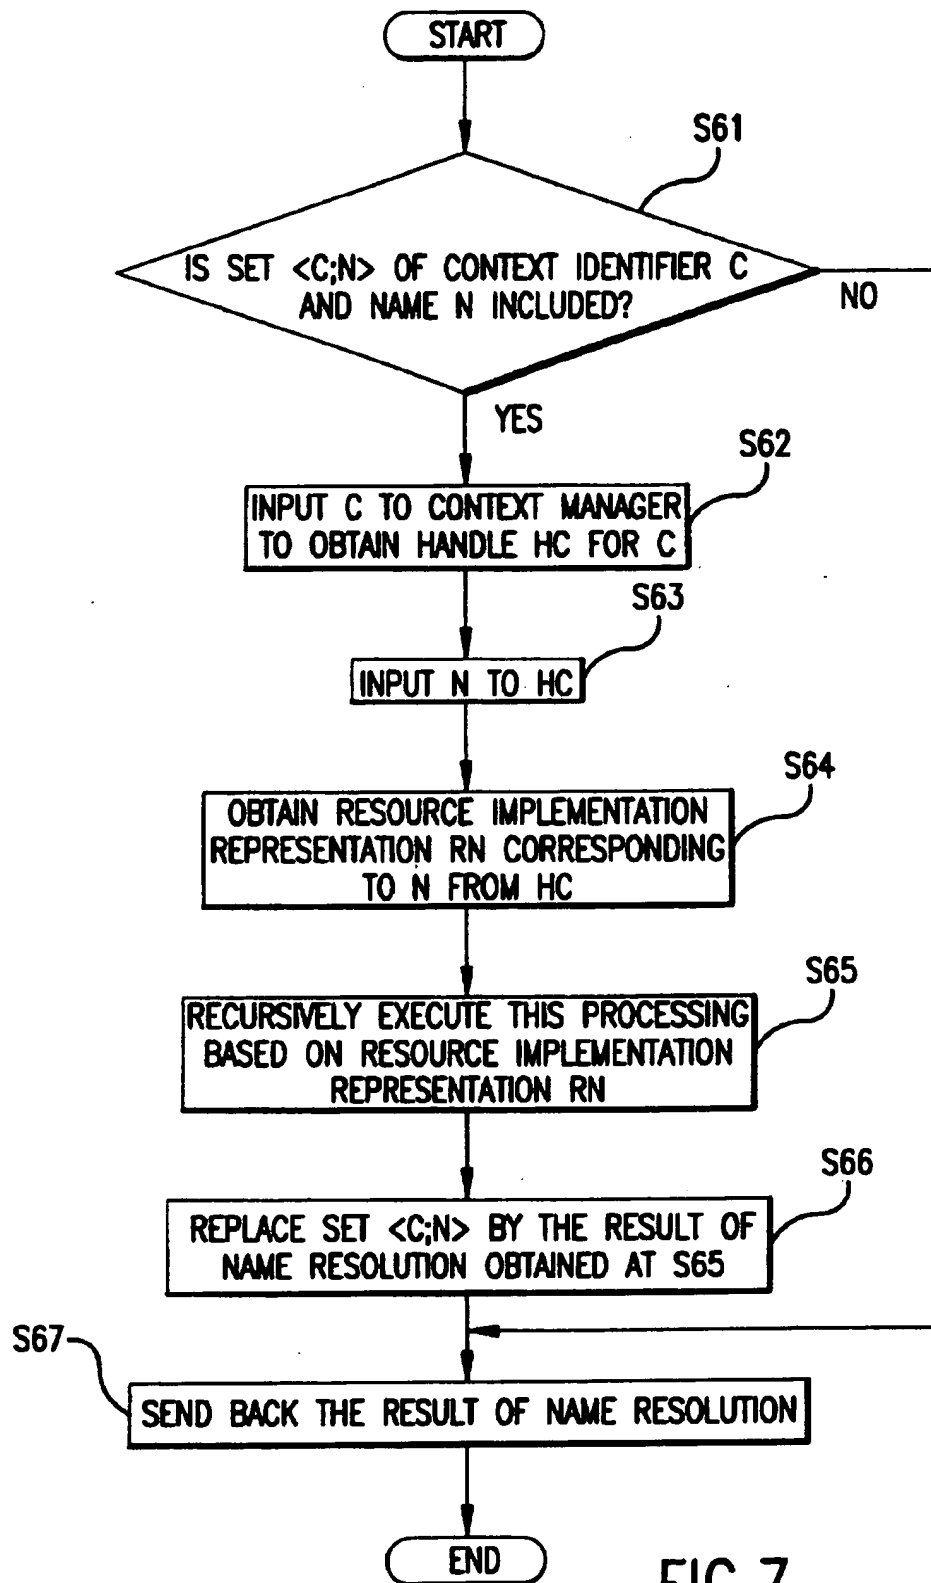 START
S61
IS SET <C;N> OF CONTEXT IDENTIFIER C
AND NAME N INCLUDED?
NO
YES
S62
INPUT C TO CONTEXT MANAGER
TO OBTAIN HANDLE HC FOR C
S63
INPUT N TO HC
S64
OBTAIN RESOURCE IMPLEMENTATION
REPRESENTATION RN CORRESPONDING
TO N FROM HC
S65
RECURSIVELY EXECUTE THIS PROCESSING
BASED ON RESOURCE IMPLEMENTATION
REPRESENTATION RN
S66
REPLACE SET <C;N> BY THE RESULT OF
NAME RESOLUTION OBTAINED AT S65
S67
SEND BACK THE RESULT OF NAME RESOLUTION
END
FIG.7